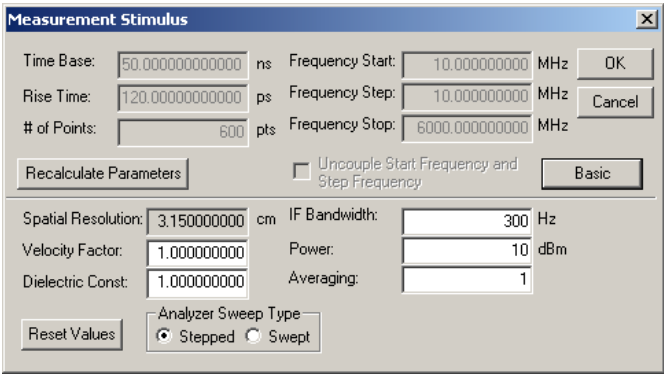 Measurement Stimulus
Time Base: 50.000000000000 ns Frequency Start: 10.000000000 MHz OK
Rise Time: 120.00000000000 ps Frequency Step: 10.000000000 MHz Cancel
# of Points: 600 pts Frequency Stop: 6000.000000000 MHz
Recalculate Parameters Uncouple Start Frequency and Step Frequency Basic
Spatial Resolution: 3.150000000 cm IF Bandwidth: 300 Hz
Velocity Factor: 1.000000000 Power: 10 dBm
Dielectric Const: 1.000000000 Averaging: 1
Analyzer Sweep Type
Reset Values Stepped Swept